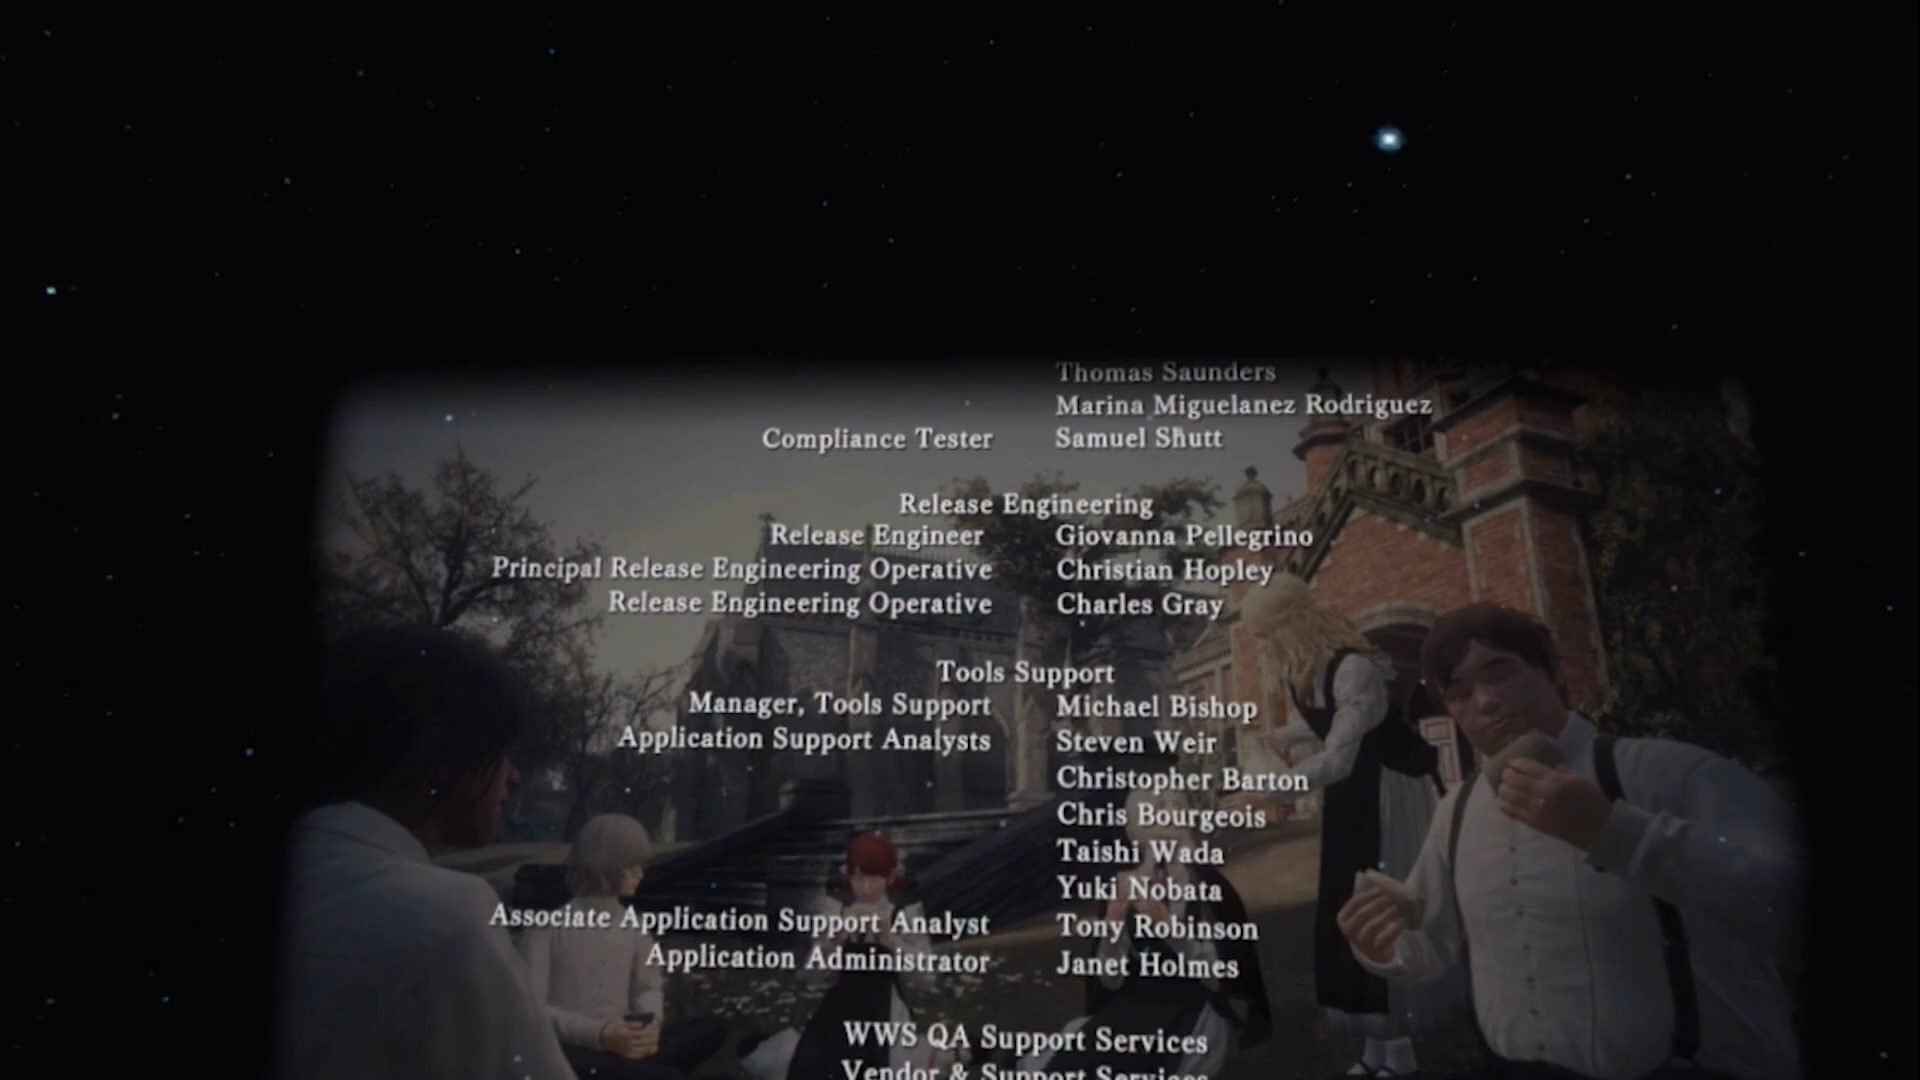 Thomas Saunders
Marina Miguelanez Rodriguez
Compliance Tester Samuel Shutt
Release Engineering
Release Engineer Giovanna Pellegrino
Principal Release Engineering Operative Christian Hopley
Release Engineering Operative Charles Gray
Tools Support
Manager, Tools Support Michael Bishop
Application Support Analysts Steven Weir
Christopher Barton
Chris Bourgeois
Taishi Wada
Yuki Nobata
Associate Application Support Analyst Tony Robinson
Application Administrator Janet Holmes
WWS QA Support Services
Vendor & Support Services